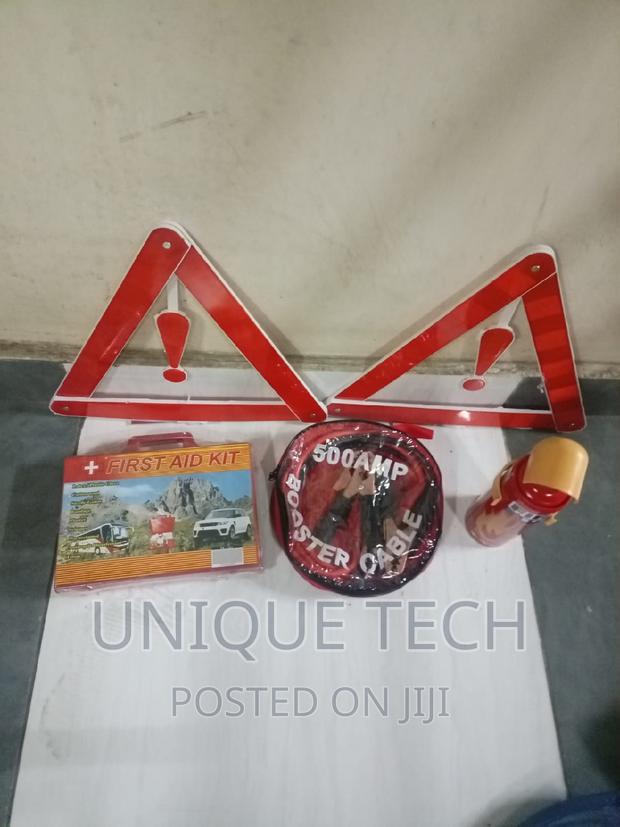 FIRST AID KIT
500AMP
BOOSTER CABLE
UNIQUE TECH
POSTED ON JIJI